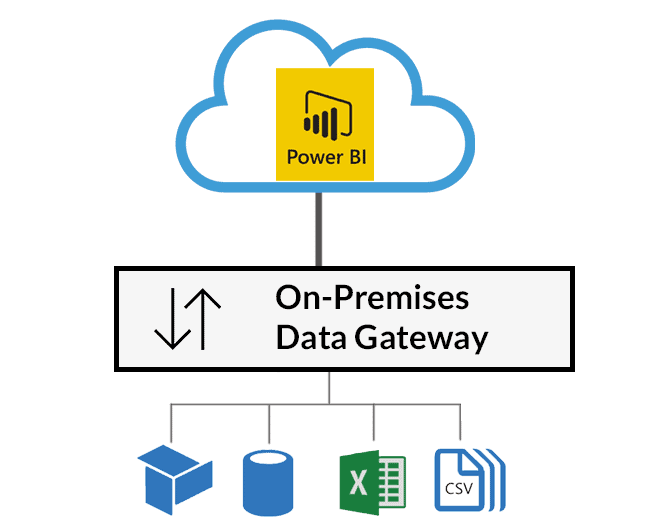 Power BI
On-Premises
Data Gateway
X
CSV